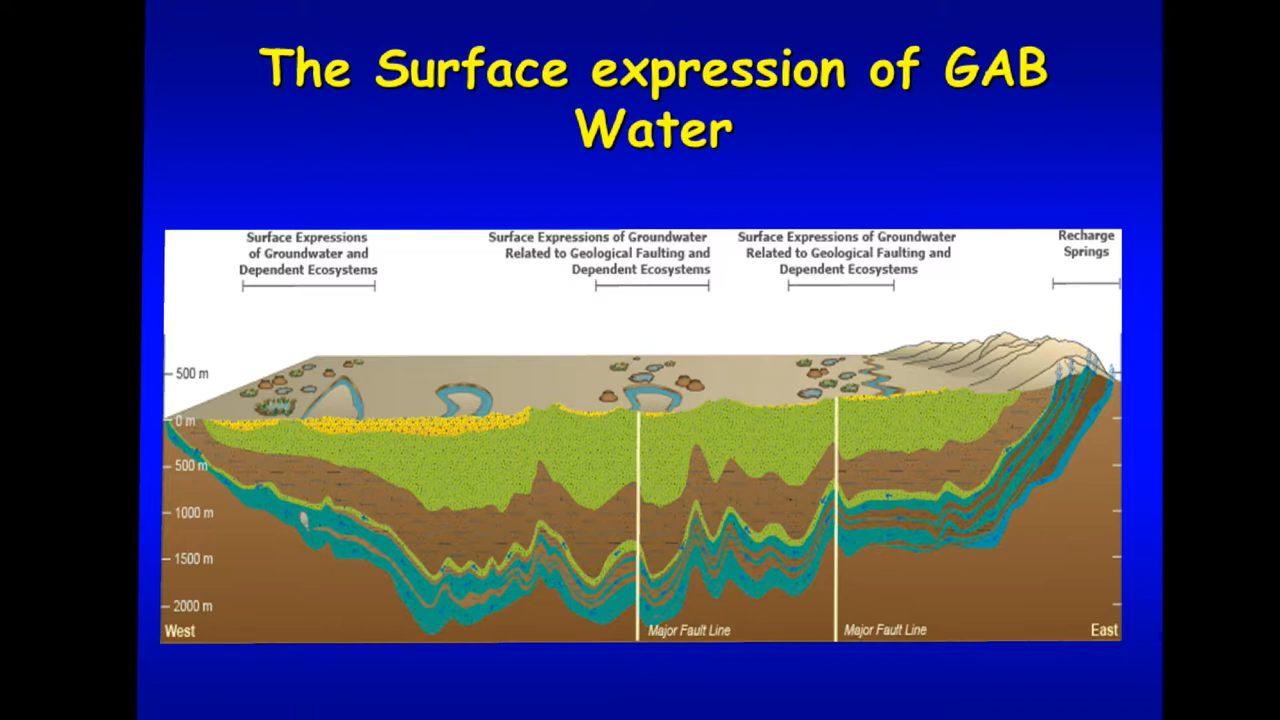 The Surface expression of GAB
Water
Surface Expressions
of Groundwater and
Dependent Ecosystems
Surface Expressions of Groundwater
Related to Geological Faulting and
Dependent Ecosystems
Surface Expressions of Groundwater
Related to Geological Faulting and
Dependent Ecosystems
Recharge
Springs
500 m
0 m
500 m
1000 m
1500 m
2000 m
West
Major Fault Line
Major Fault Line
East